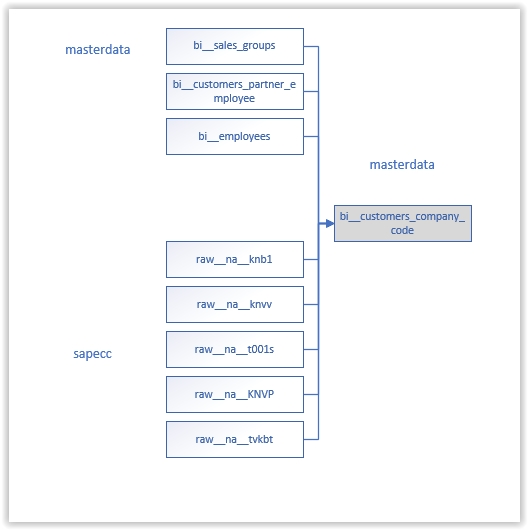 masterdata
bi__sales_groups
bi__customers_partner_e
mployee
bi__employees
masterdata
bi__customers_company_
code
raw__na__knb1
raw__na__knvv
sapecc
raw__na__t001s
raw__na__KNVP
raw__na__tvkbt